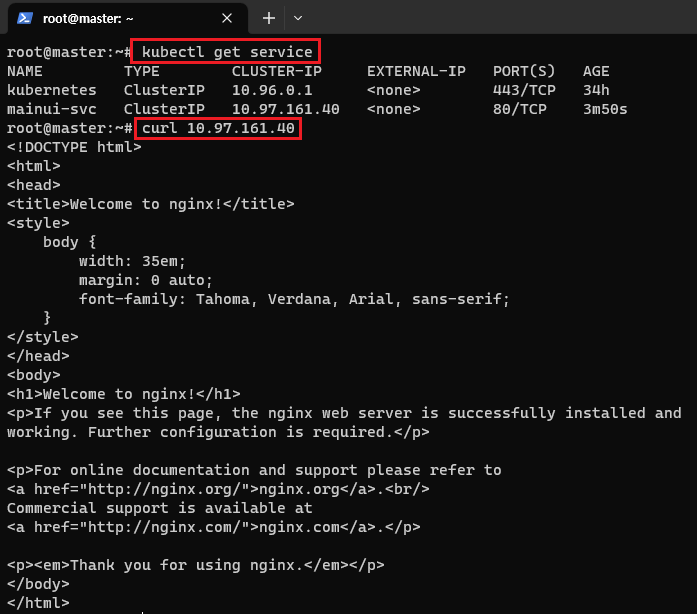 root@master: ~
root@master:~# kubectl get service
NAME         TYPE        CLUSTER-IP     EXTERNAL-IP   PORT(S)   AGE
kubernetes   ClusterIP   10.96.0.1      <none>        443/TCP   34h
mainui-svc   ClusterIP   10.97.161.40   <none>        80/TCP    3m50s
root@master:~# curl 10.97.161.40
<!DOCTYPE html>
<html>
<head>
<title>Welcome to nginx!</title>
<style>
    body {
        width: 35em;
        margin: 0 auto;
        font-family: Tahoma, Verdana, Arial, sans-serif;
    }
</style>
</head>
<body>
<h1>Welcome to nginx!</h1>
<p>If you see this page, the nginx web server is successfully installed and
working. Further configuration is required.</p>

<p>For online documentation and support please refer to
<a href="http://nginx.org/">nginx.org</a>.<br/>
Commercial support is available at
<a href="http://nginx.com/">nginx.com</a>.</p>

<p><em>Thank you for using nginx.</em></p>
</body>
</html>